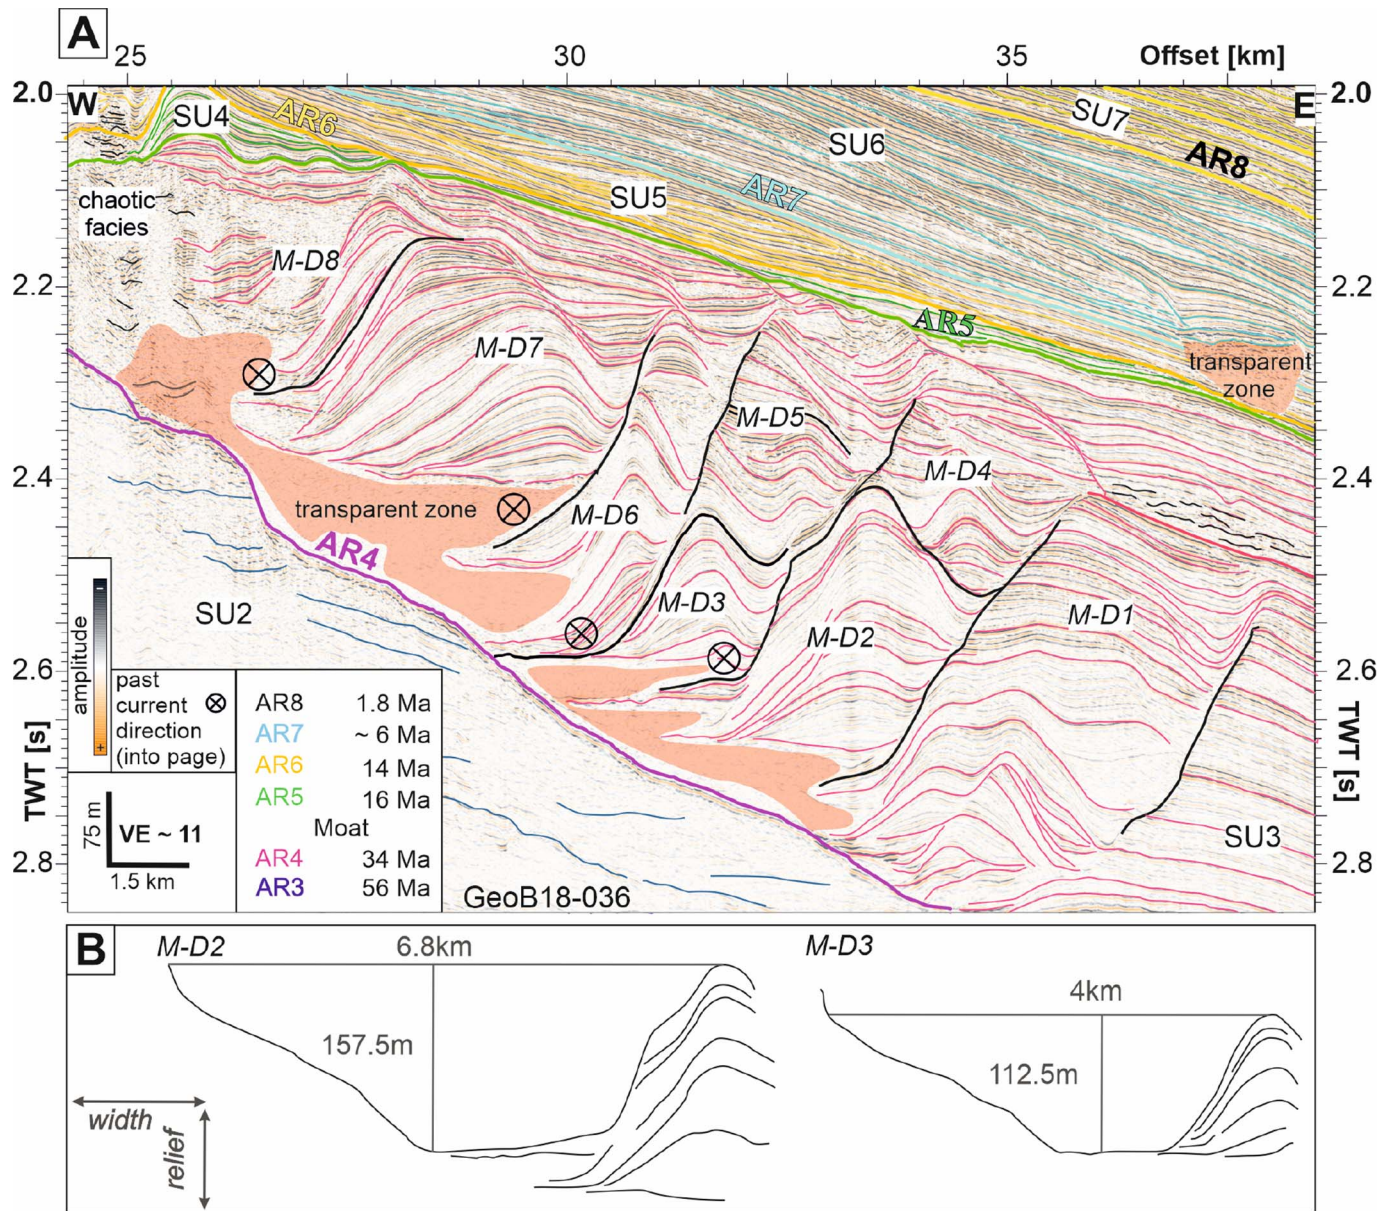 A
25 30 35 Offset [km]
2.0 W E 2.0
SU4
AR6
SU7
SU6
AR8
chaotic
facies
SU5
AR7
2.2 2.2
M-D8
AR5
M-D7
transparent
zone
M-D5
2.4 2.4
M-D4
transparent zone
M-D6
AR4
SU2
M-D3
M-D1
M-D2
2.6 2.6
amplitude
- +
past
current
direction
(into page)
AR8 1.8 Ma
AR7 ~ 6 Ma
AR6 14 Ma
AR5 16 Ma
Moat
AR4 34 Ma
AR3 56 Ma
TWT [s] TWT [s]
75 m
VE ~ 11
1.5 km
SU3
2.8 2.8
GeoB18-036
B
M-D2
6.8km
157.5m
width
relief
M-D3
4km
112.5m